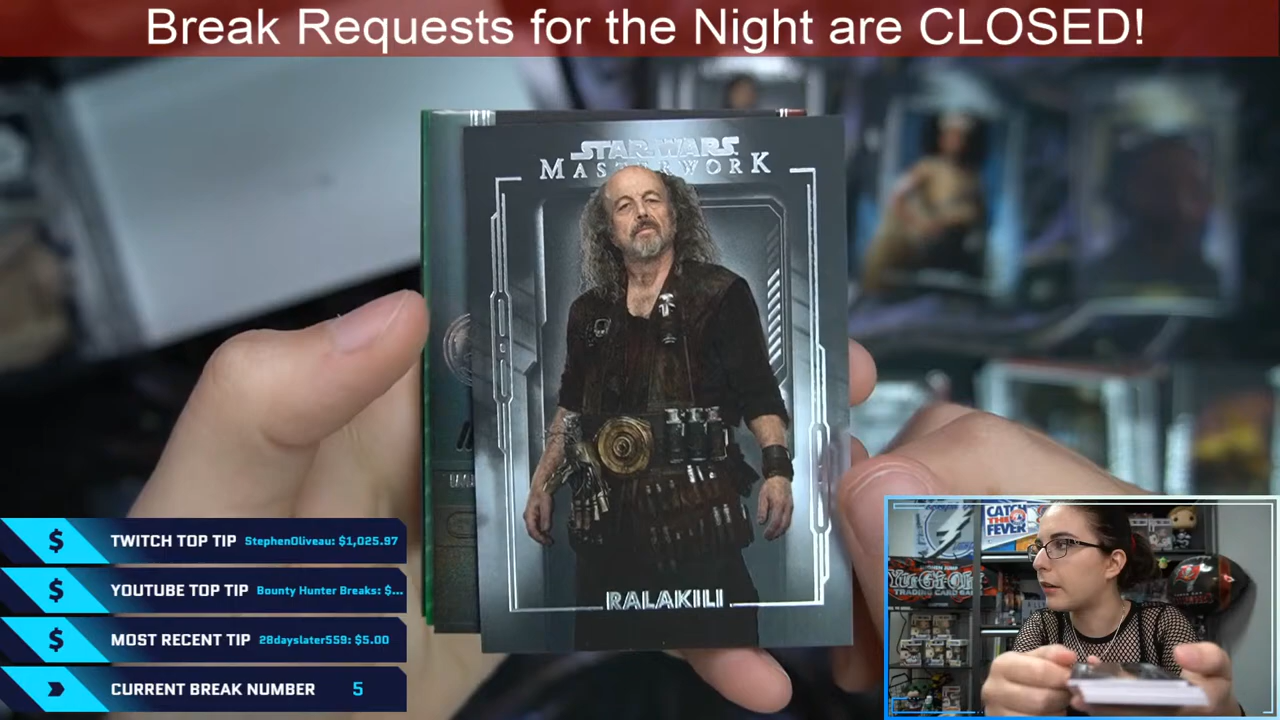 Break Requests for the Night are CLOSED!
STAR WARS
MASTERWORK
RALAKILI
CATCH
THE
FEVER
Yu-Gi-Oh!
TRADING CARD GAME
$ TWITCH TOP TIP StephenOliveau: $1,025.97
$ YOUTUBE TOP TIP Bounty Hunter Breaks: $...
$ MOST RECENT TIP 28dayslater559: $5.00
CURRENT BREAK NUMBER 5